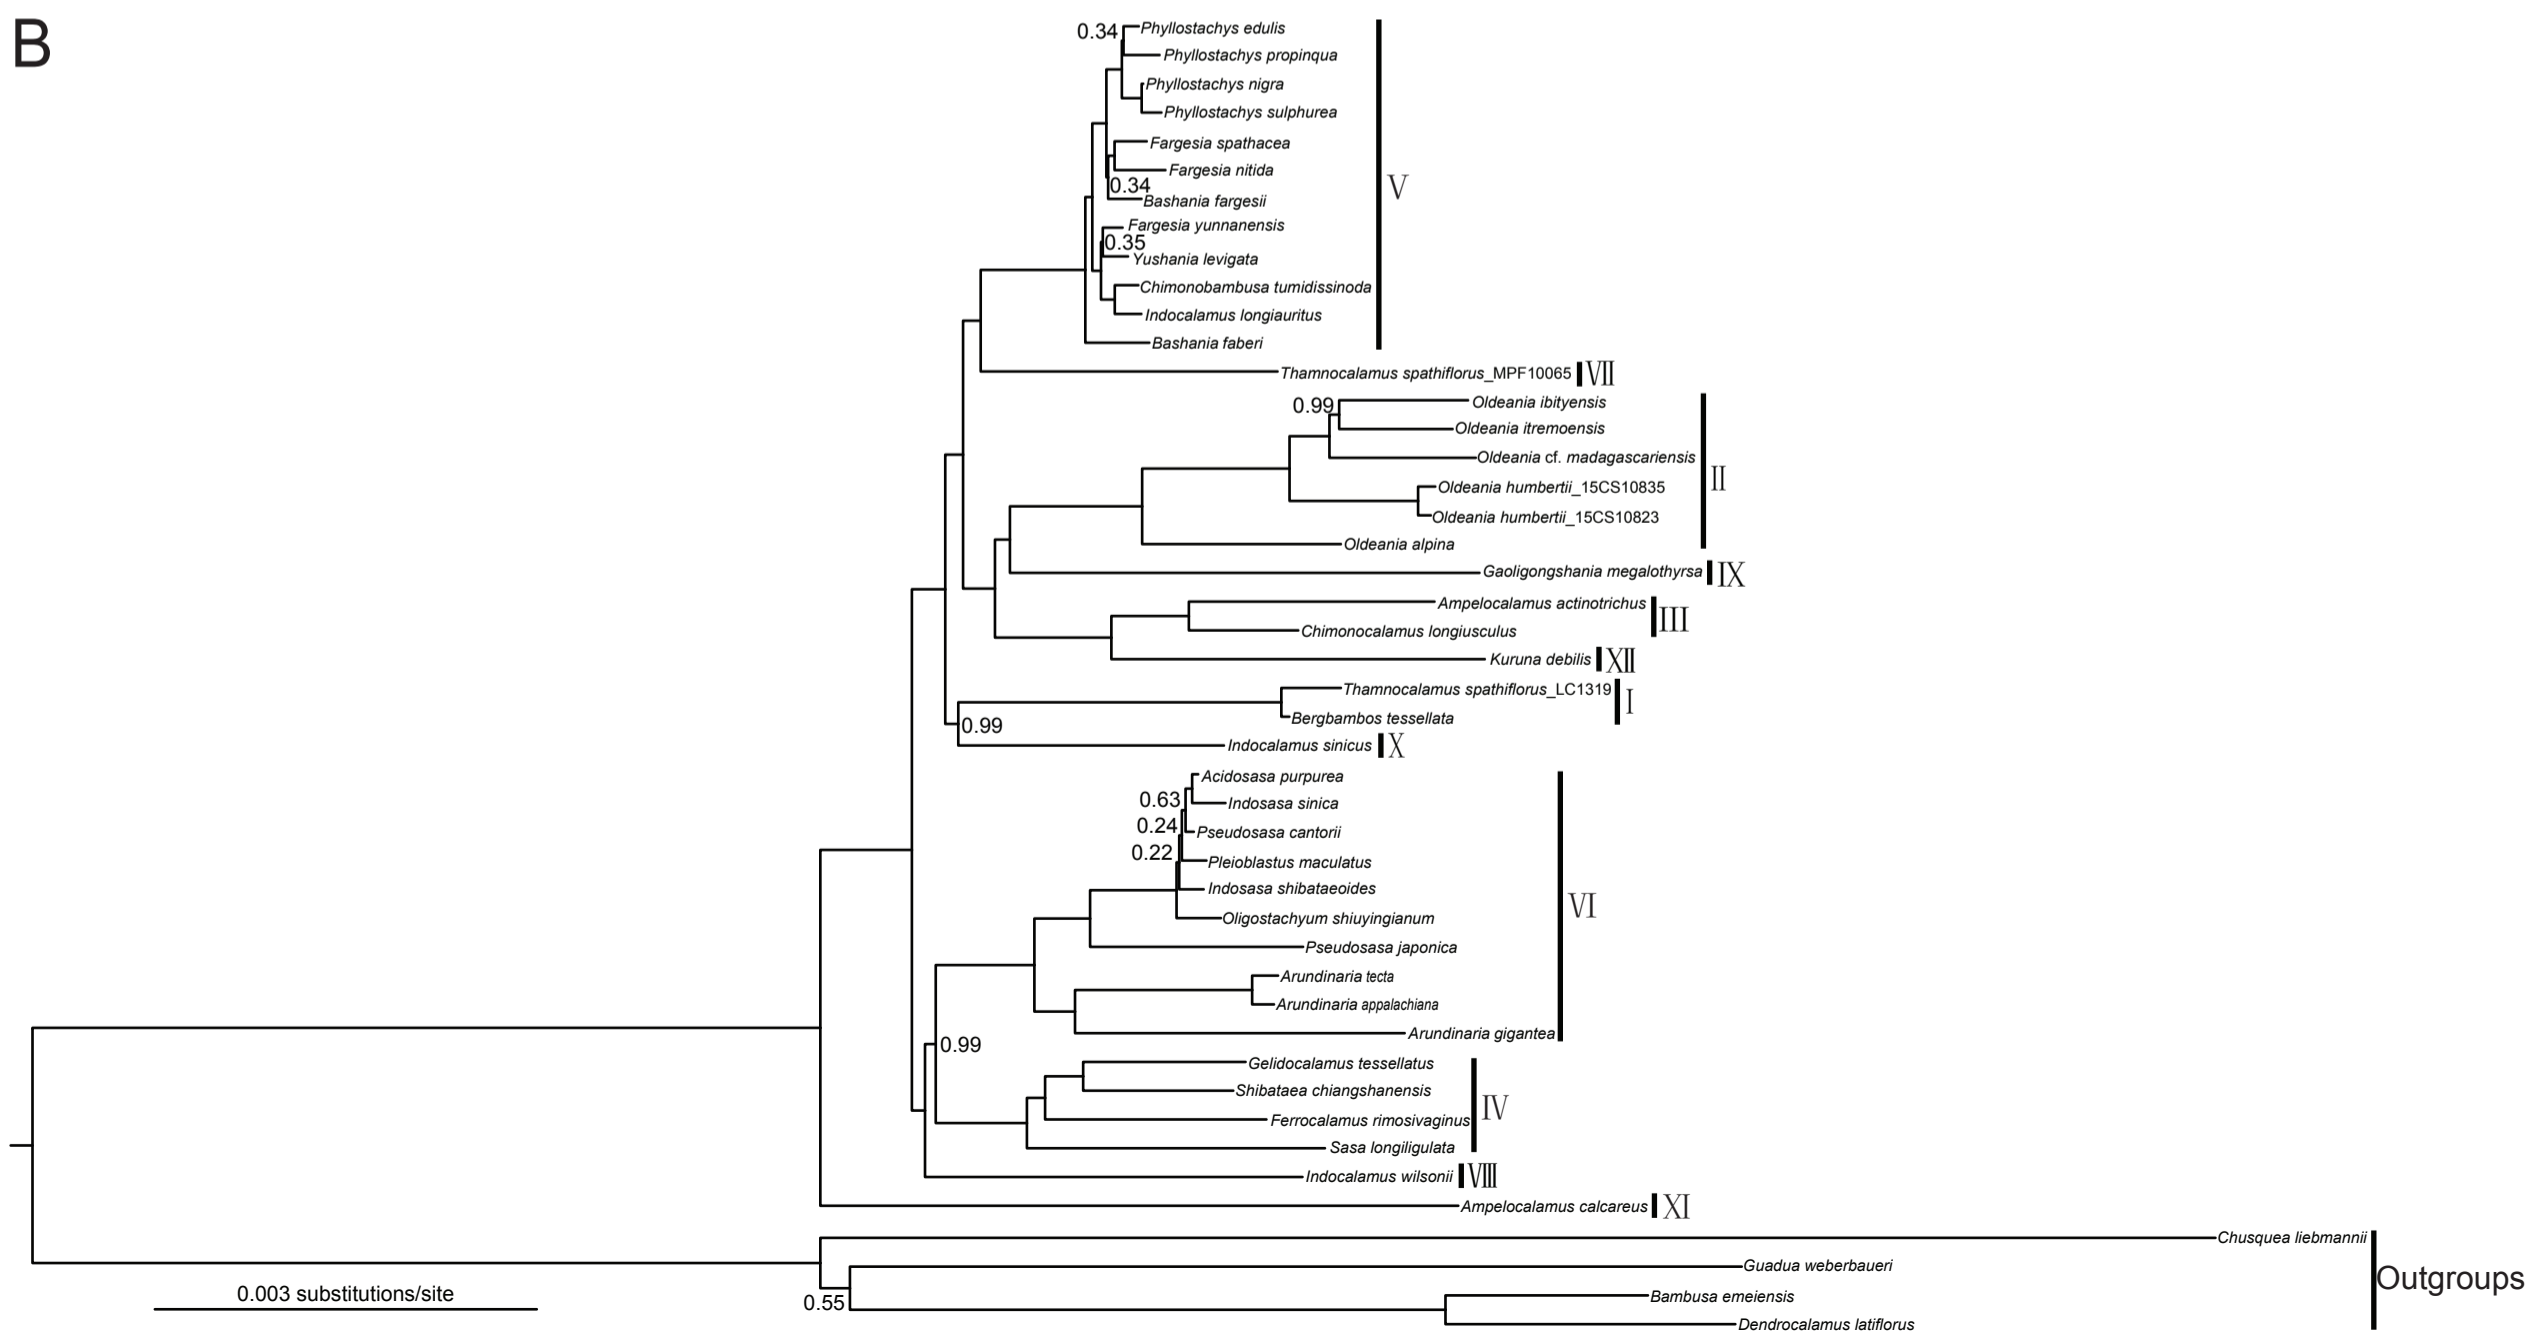 B
0.34
Phyllostachys edulis
Phyllostachys propinqua
Phyllostachys nigra
Phyllostachys sulphurea
Fargesia spathacea
Fargesia nitida
0.34
Bashania fargesii
V
Fargesia yunnanensis
0.35
Yushania levigata
Chimonobambusa tumidissinoda
Indocalamus longiauritus
Bashania faberi
Thamnocalamus spathiflorus_MPF10065 VII
0.99
Oldeania ibityensis
Oldeania itremoensis
Oldeania cf. madagascariensis
II
Oldeania humbertii_15CS10835
Oldeania humbertii_15CS10823
Oldeania alpina
Gaoligongshania megalothyrsa IX
Ampelocalamus actinotrichus
III
Chimonocalamus longiusculus
Kuruna debilis XII
Thamnocalamus spathiflorus_LC1319
I
Bergbambos tessellata
0.99
Indocalamus sinicus X
Acidosasa purpurea
0.63
Indosasa sinica
0.24
Pseudosasa cantorii
0.22
Pleioblastus maculatus
Indosasa shibataeoides
VI
Oligostachyum shiuyingianum
Pseudosasa japonica
Arundinaria tecta
Arundinaria appalachiana
Arundinaria gigantea
0.99
Gelidocalamus tessellatus
Shibataea chiangshanensis
IV
Ferrocalamus rimosivaginus
Sasa longiligulata
Indocalamus wilsonii VIII
Ampelocalamus calcareus XI
Chusquea liebmannii
Guadua weberbaueri
Outgroups
0.003 substitutions/site
0.55
Bambusa emeiensis
Dendrocalamus latiflorus